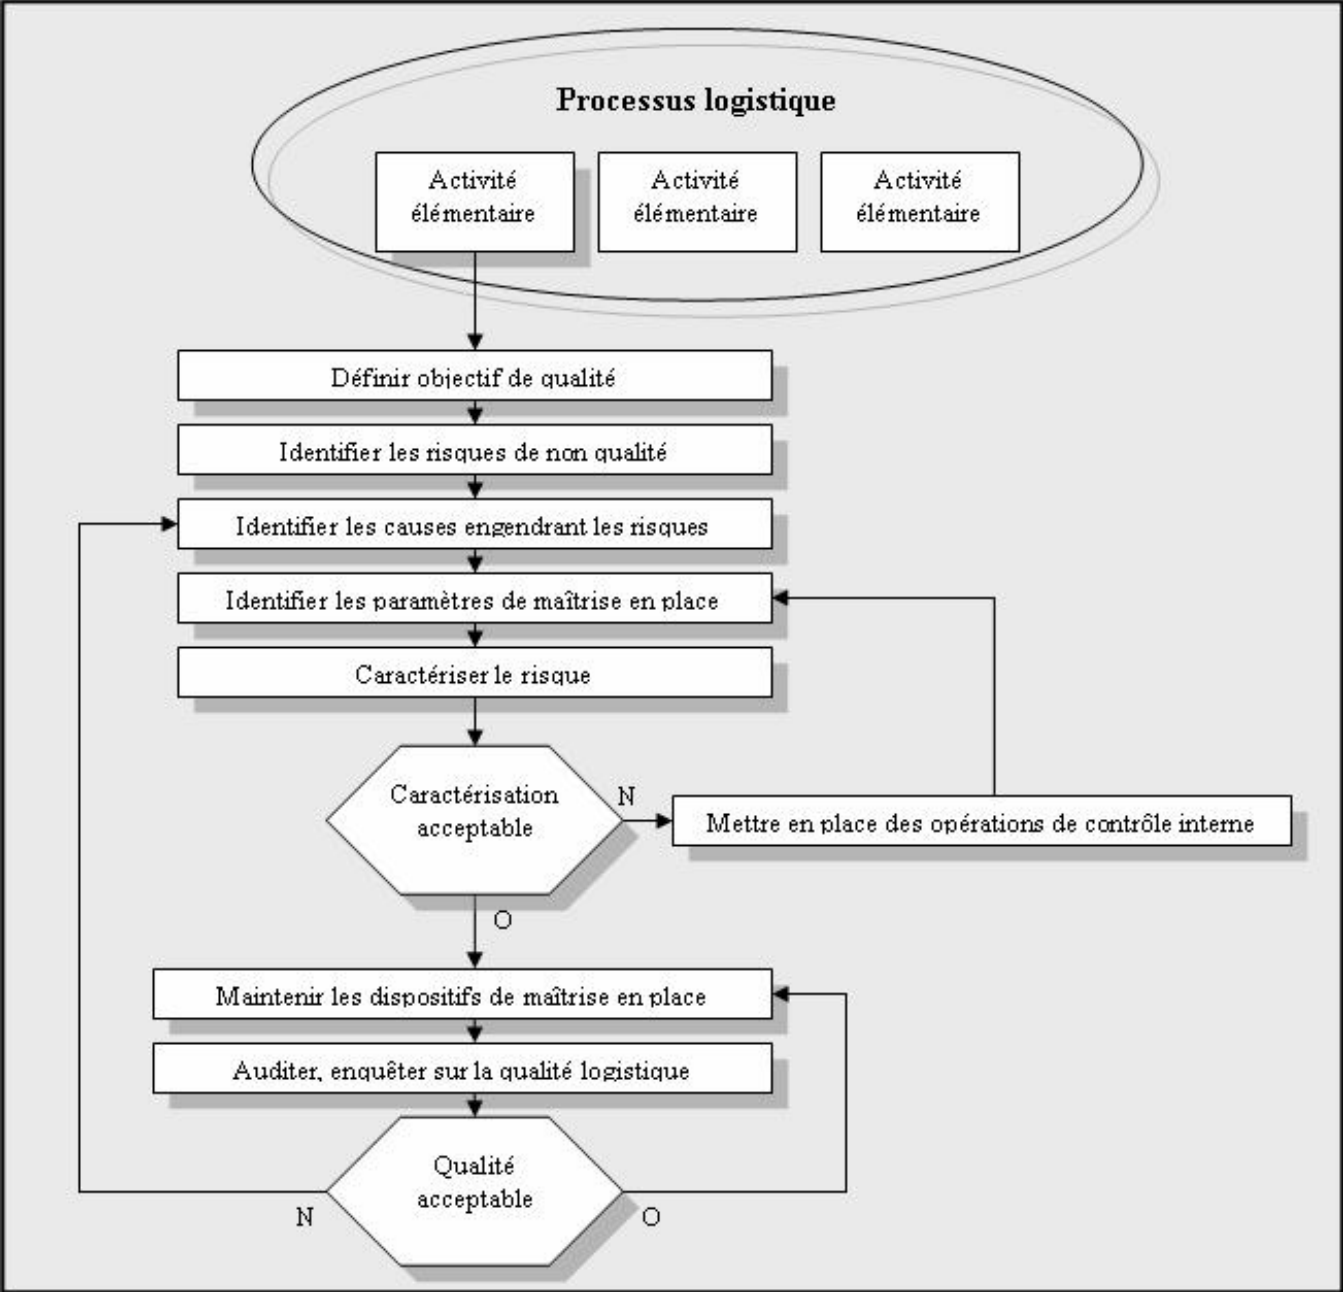 Processus logistique
Activité
élémentaire
Activité
élémentaire
Activité
élémentaire
Définir objectif de qualité
Identifier les risques de non qualité
Identifier les causes engendrant les risques
Identifier les paramètres de maîtrise en place
Caractériser le risque
Caractérisation
acceptable
N
Mettre en place des opérations de contrôle interne
O
Maintenir les dispositifs de maîtrise en place
Auditer, enquêter sur la qualité logistique
Qualité
acceptable
N
O